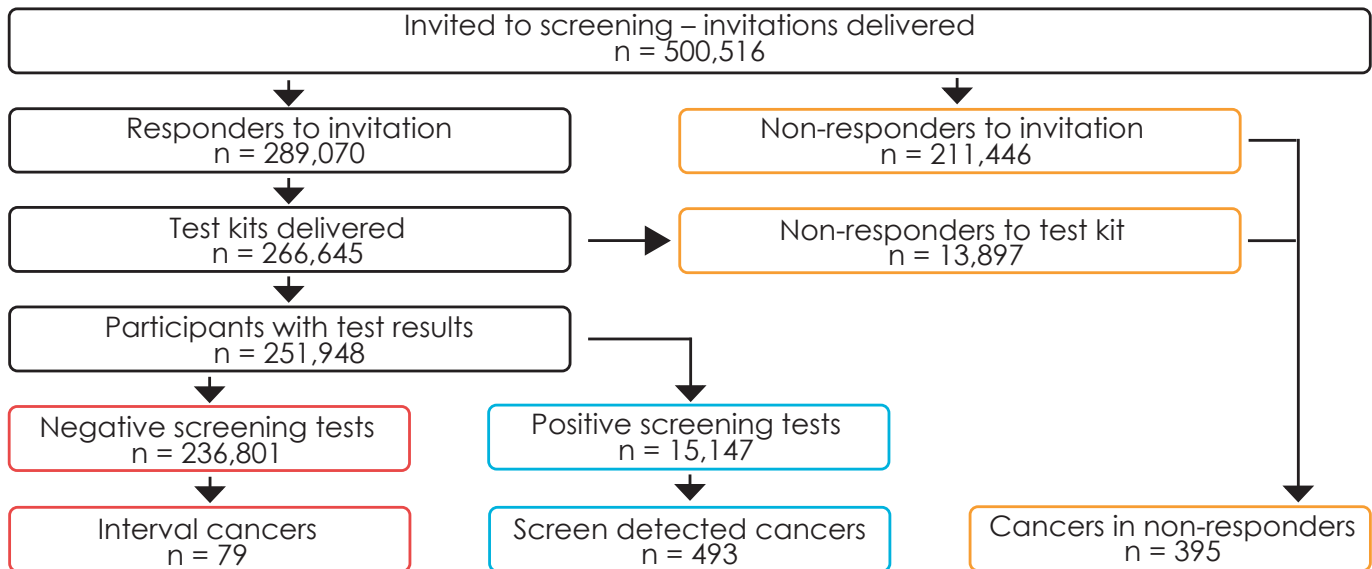 Invited to screening – invitations delivered
n = 500,516
Responders to invitation
n = 289,070
Non-responders to invitation
n = 211,446
Test kits delivered
n = 266,645
Non-responders to test kit
n = 13,897
Participants with test results
n = 251,948
Negative screening tests
n = 236,801
Positive screening tests
n = 15,147
Interval cancers
n = 79
Screen detected cancers
n = 493
Cancers in non-responders
n = 395